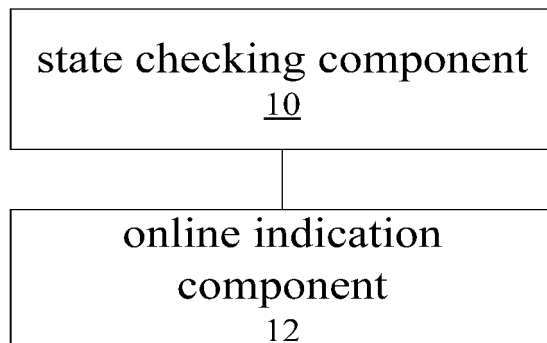 state checking component
10
online indication
component
12